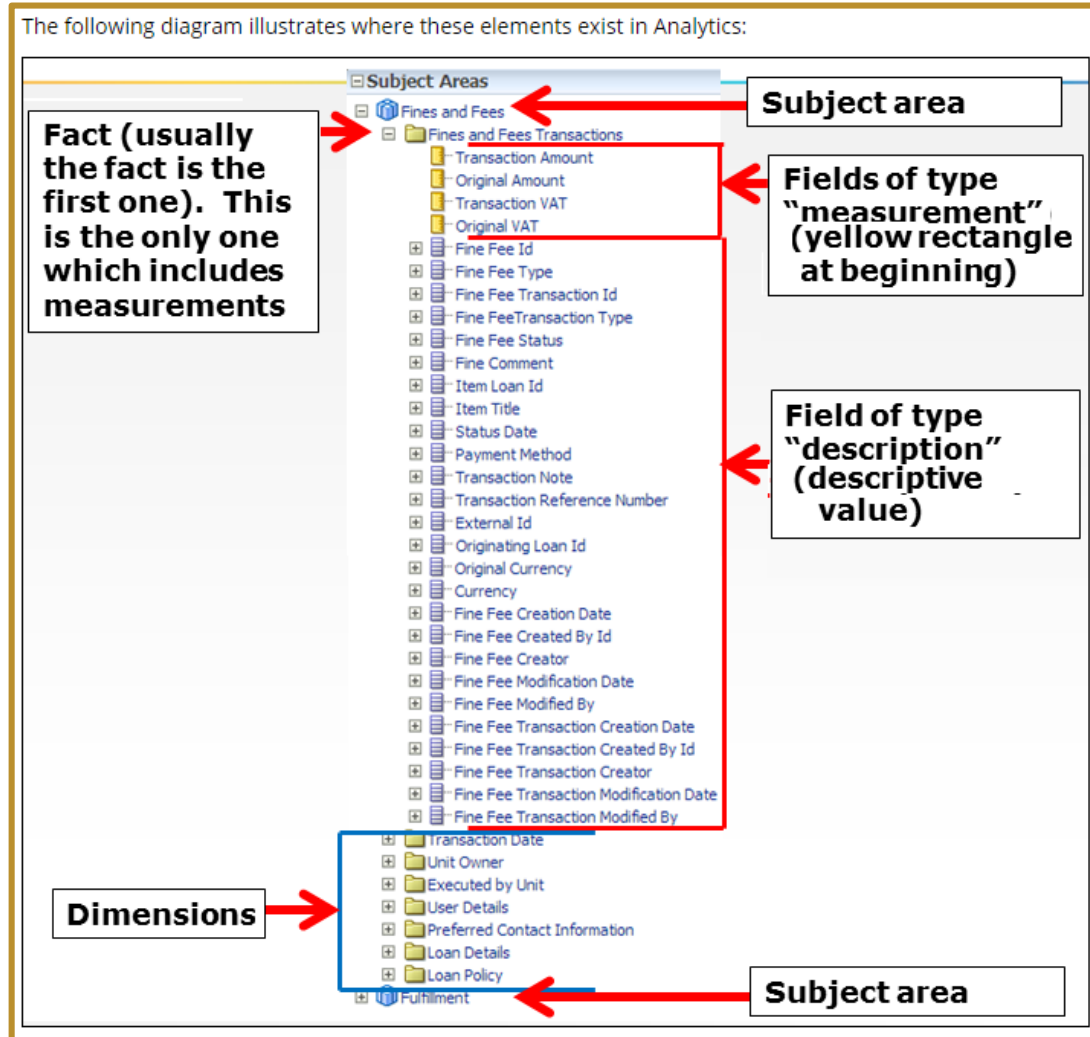 The following diagram illustrates where these elements exist in Analytics:
Subject Areas
Fines and Fees
Subject area
Fact (usually
the fact is the
first one). This
is the only one
which includes
measurements
Fines and Fees Transactions
Transaction Amount
Original Amount
Transaction VAT
Original VAT
Fields of type
“measurement”
(yellow rectangle
at beginning)
Fine Fee Id
Fine Fee Type
Fine Fee Transaction Id
Fine FeeTransaction Type
Fine Fee Status
Fine Comment
Item Loan Id
Item Title
Status Date
Payment Method
Transaction Note
Transaction Reference Number
External Id
Originating Loan Id
Original Currency
Currency
Fine Fee Creation Date
Fine Fee Created By Id
Fine Fee Creator
Fine Fee Modification Date
Fine Fee Modified By
Fine Fee Transaction Creation Date
Fine Fee Transaction Created By Id
Fine Fee Transaction Creator
Fine Fee Transaction Modification Date
Fine Fee Transaction Modified By
Field of type
“description”
(descriptive
value)
Transaction Date
Unit Owner
Executed by Unit
User Details
Preferred Contact Information
Loan Details
Loan Policy
Dimensions
Fulfillment
Subject area